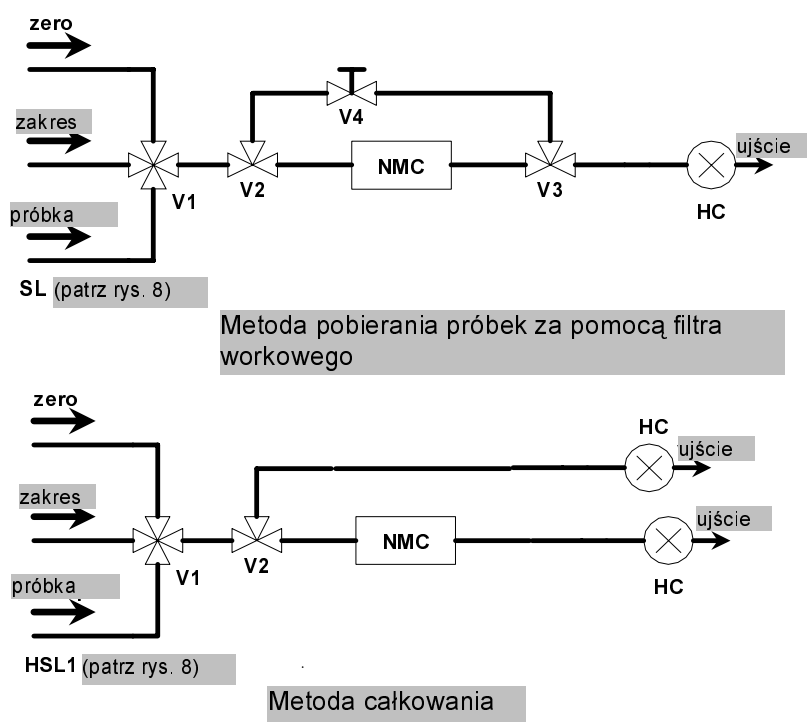 zero
zakres
V4
ujście
NMC
V1
V2
V3
próbka
HC
SL (patrz rys. 8)
Metoda pobierania próbek za pomocą filtra
workowego
zero
HC
ujście
zakres
ujście
NMC
V1
V2
próbka
HC
HSL1 (patrz rys. 8)
Metoda całkowania